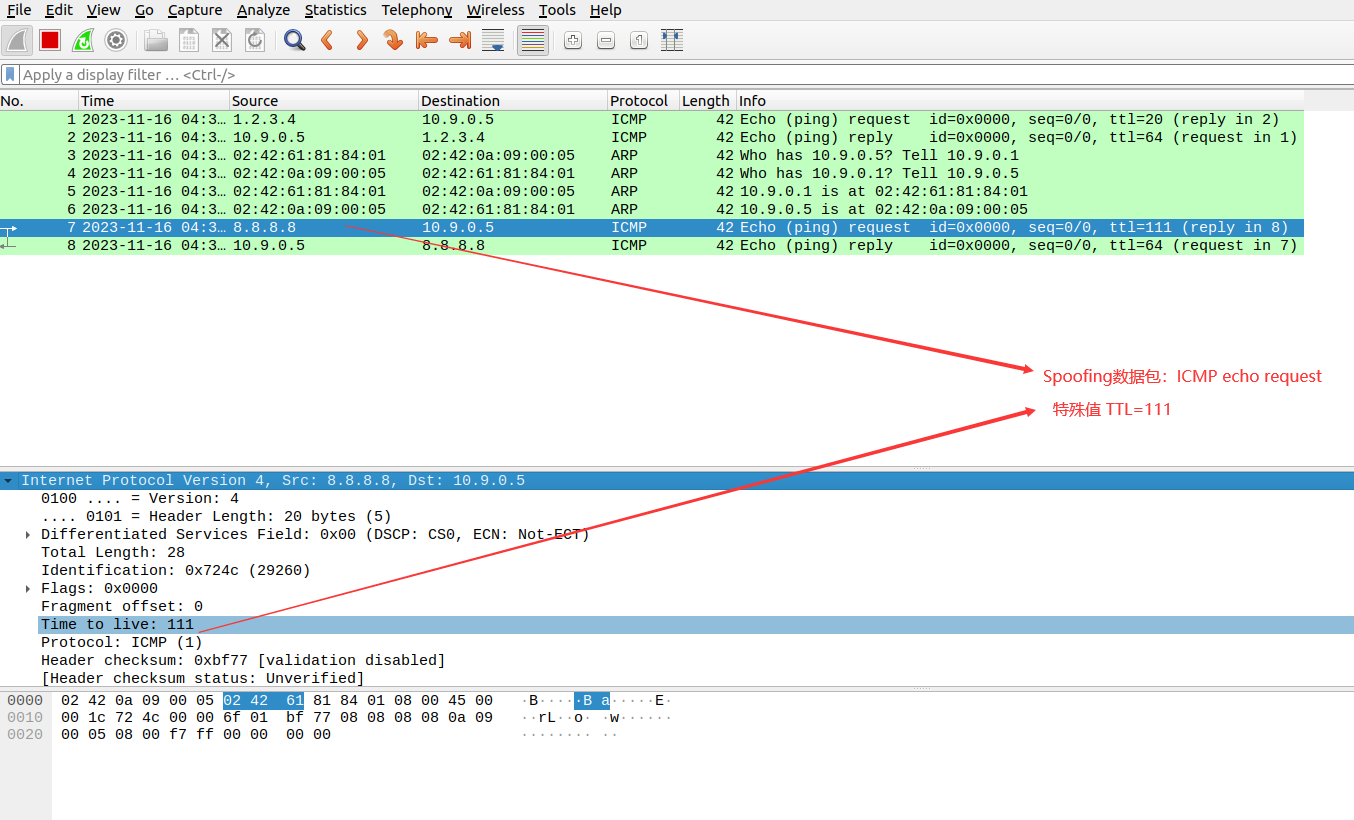 File Edit View Go Capture Analyze Statistics Telephony Wireless Tools Help
Apply a display filter … <Ctrl-/>
No. Time Source Destination Protocol Length Info
1 2023-11-16 04:3… 1.2.3.4 10.9.0.5 ICMP 42 Echo (ping) request id=0x0000, seq=0/0, ttl=20 (reply in 2)
2 2023-11-16 04:3… 10.9.0.5 1.2.3.4 ICMP 42 Echo (ping) reply id=0x0000, seq=0/0, ttl=64 (request in 1)
3 2023-11-16 04:3… 02:42:61:81:84:01 02:42:0a:09:00:05 ARP 42 Who has 10.9.0.5? Tell 10.9.0.1
4 2023-11-16 04:3… 02:42:0a:09:00:05 02:42:61:81:84:01 ARP 42 Who has 10.9.0.1? Tell 10.9.0.5
5 2023-11-16 04:3… 02:42:61:81:84:01 02:42:0a:09:00:05 ARP 42 10.9.0.1 is at 02:42:61:81:84:01
6 2023-11-16 04:3… 02:42:0a:09:00:05 02:42:61:81:84:01 ARP 42 10.9.0.5 is at 02:42:0a:09:00:05
7 2023-11-16 04:3… 8.8.8.8 10.9.0.5 ICMP 42 Echo (ping) request id=0x0000, seq=0/0, ttl=111 (reply in 8)
8 2023-11-16 04:3… 10.9.0.5 8.8.8.8 ICMP 42 Echo (ping) reply id=0x0000, seq=0/0, ttl=64 (request in 7)
Spoofing数据包：ICMP echo request
特殊值 TTL=111
Internet Protocol Version 4, Src: 8.8.8.8, Dst: 10.9.0.5
0100 .... = Version: 4
.... 0101 = Header Length: 20 bytes (5)
Differentiated Services Field: 0x00 (DSCP: CS0, ECN: Not-ECT)
Total Length: 28
Identification: 0x724c (29260)
Flags: 0x0000
Fragment offset: 0
Time to live: 111
Protocol: ICMP (1)
Header checksum: 0xbf77 [validation disabled]
[Header checksum status: Unverified]
0000 02 42 0a 09 00 05 02 42 61 81 84 01 08 00 45 00 ·B·····B a·····E·
0010 00 1c 72 4c 00 00 6f 01 bf 77 08 08 08 08 0a 09 ··rL··o· ·w······
0020 00 05 08 00 f7 ff 00 00 00 00 ········ ··